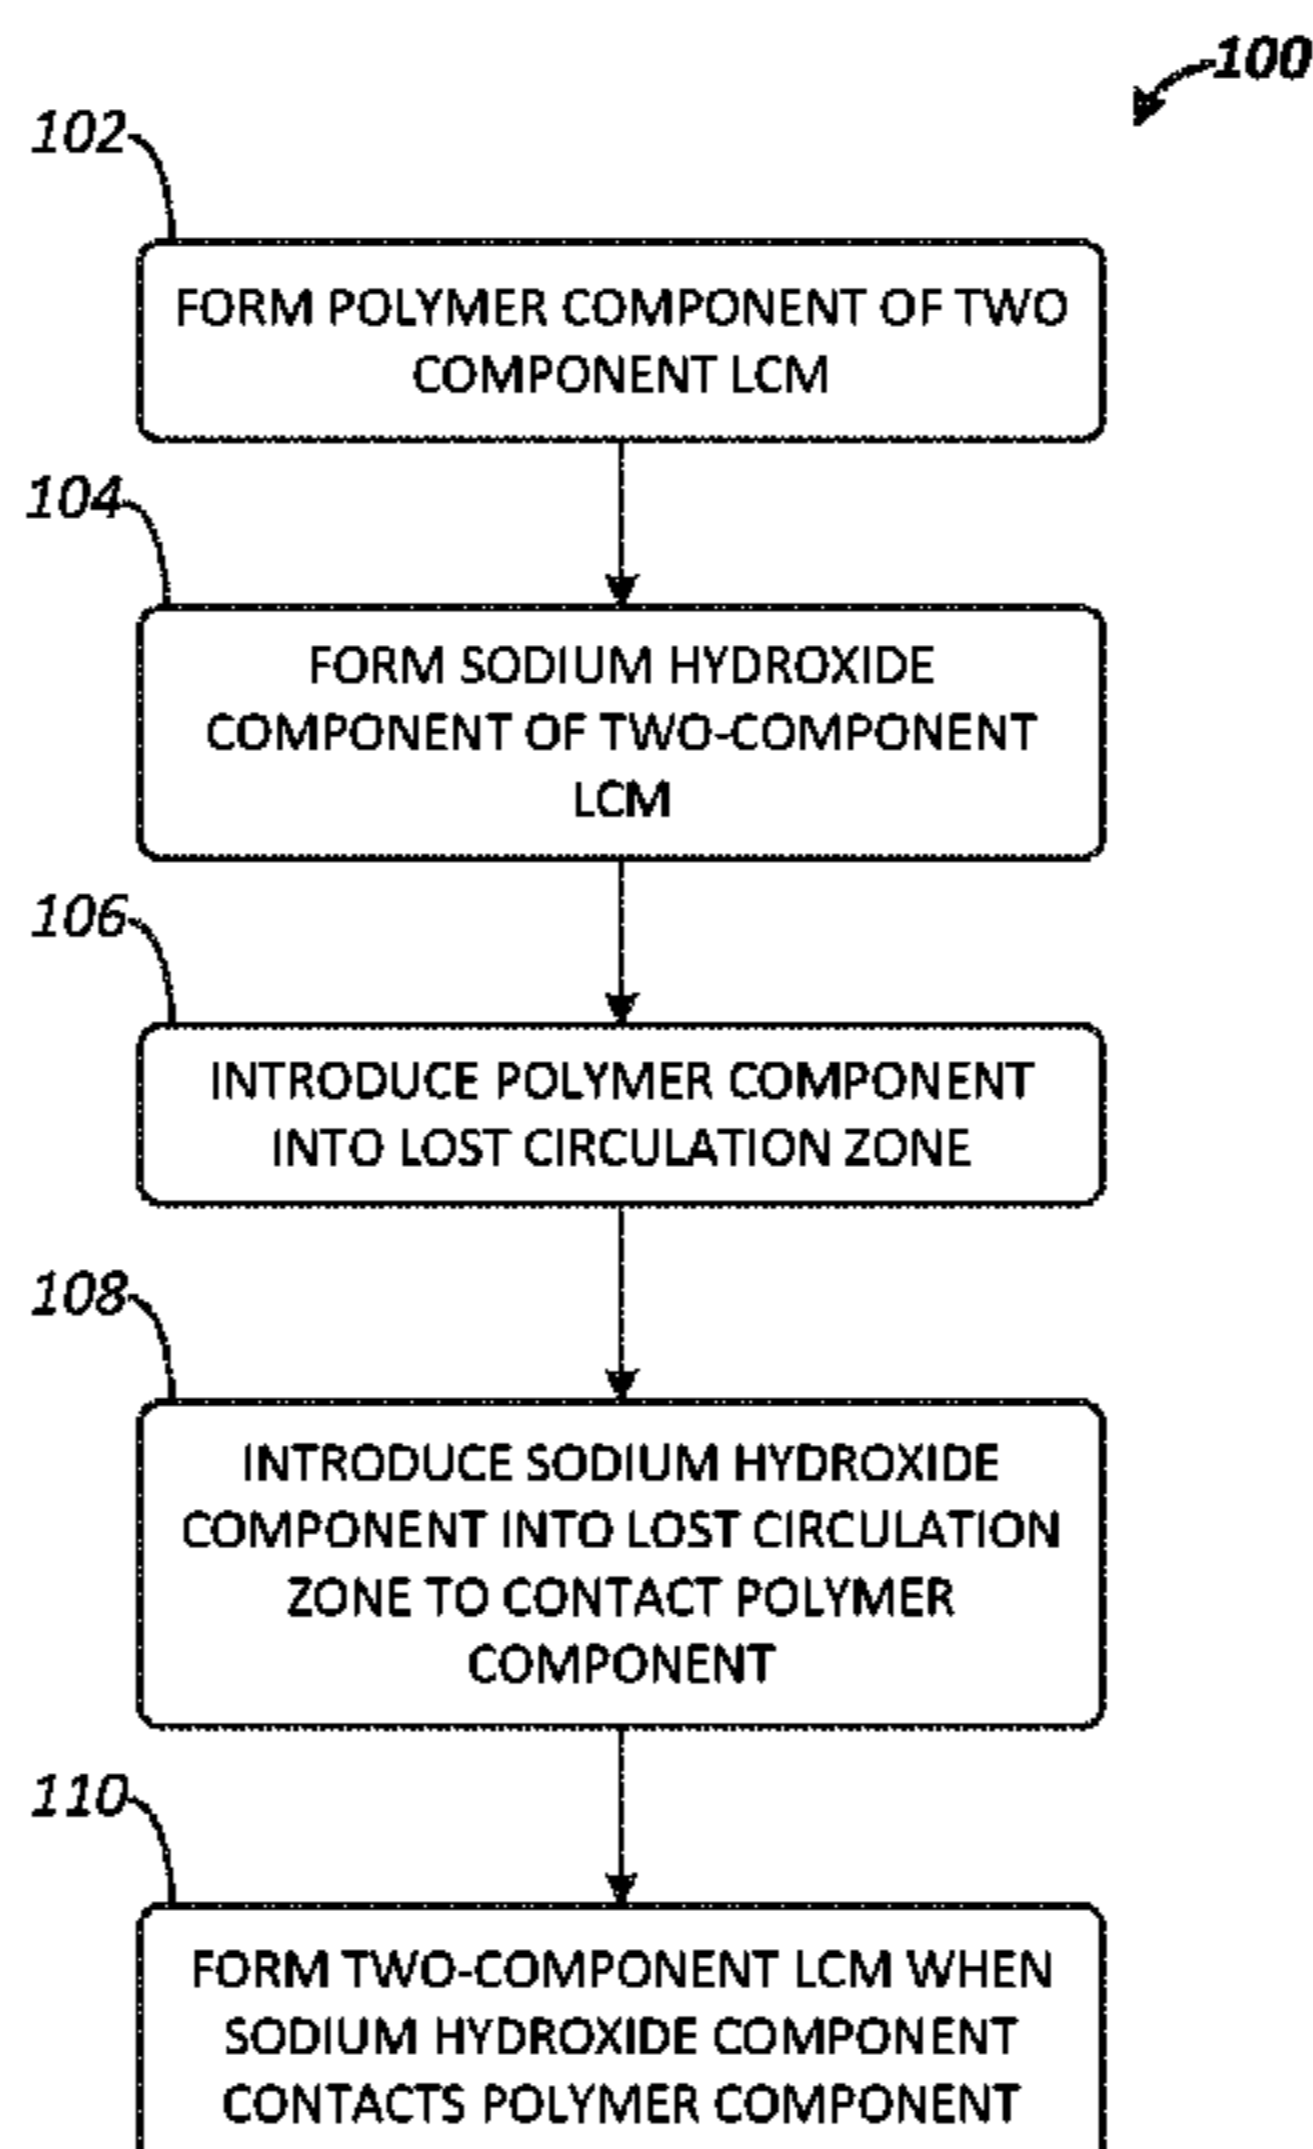 100
102
FORM POLYMER COMPONENT OF TWO
COMPONENT LCM
104
FORM SODIUM HYDROXIDE
COMPONENT OF TWO-COMPONENT
LCM
106
INTRODUCE POLYMER COMPONENT
INTO LOST CIRCULATION ZONE
108
INTRODUCE SODIUM HYDROXIDE
COMPONENT INTO LOST CIRCULATION
ZONE TO CONTACT POLYMER
COMPONENT
110
FORM TWO-COMPONENT LCM WHEN
SODIUM HYDROXIDE COMPONENT
CONTACTS POLYMER COMPONENT